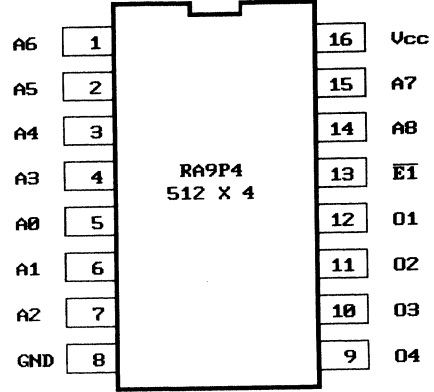 A6 1 16 Vcc
A5 2 15 A7
A4 3 14 A8
A3 4 RA9P4 13 E1
512 X 4
A0 5 12 O1
A1 6 11 O2
A2 7 10 O3
GND 8 9 O4